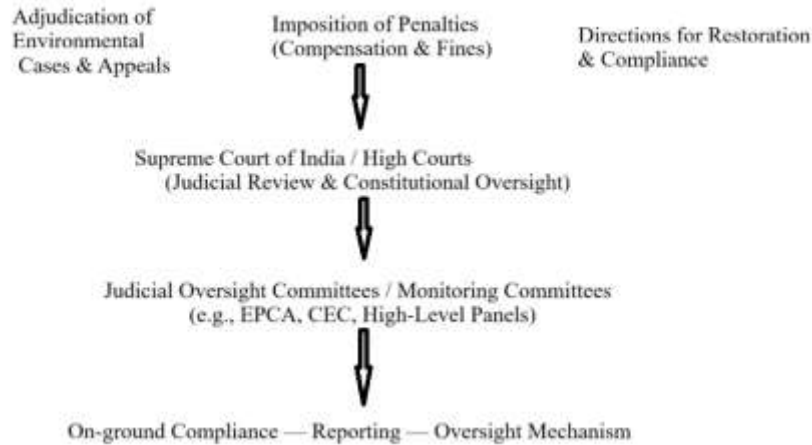 Adjudication of
Environmental
Cases & Appeals
Imposition of Penalties
(Compensation & Fines)
Directions for Restoration
& Compliance
Supreme Court of India / High Courts
(Judicial Review & Constitutional Oversight)
Judicial Oversight Committees / Monitoring Committees
(e.g., EPCA, CEC, High-Level Panels)
On-ground Compliance — Reporting — Oversight Mechanism